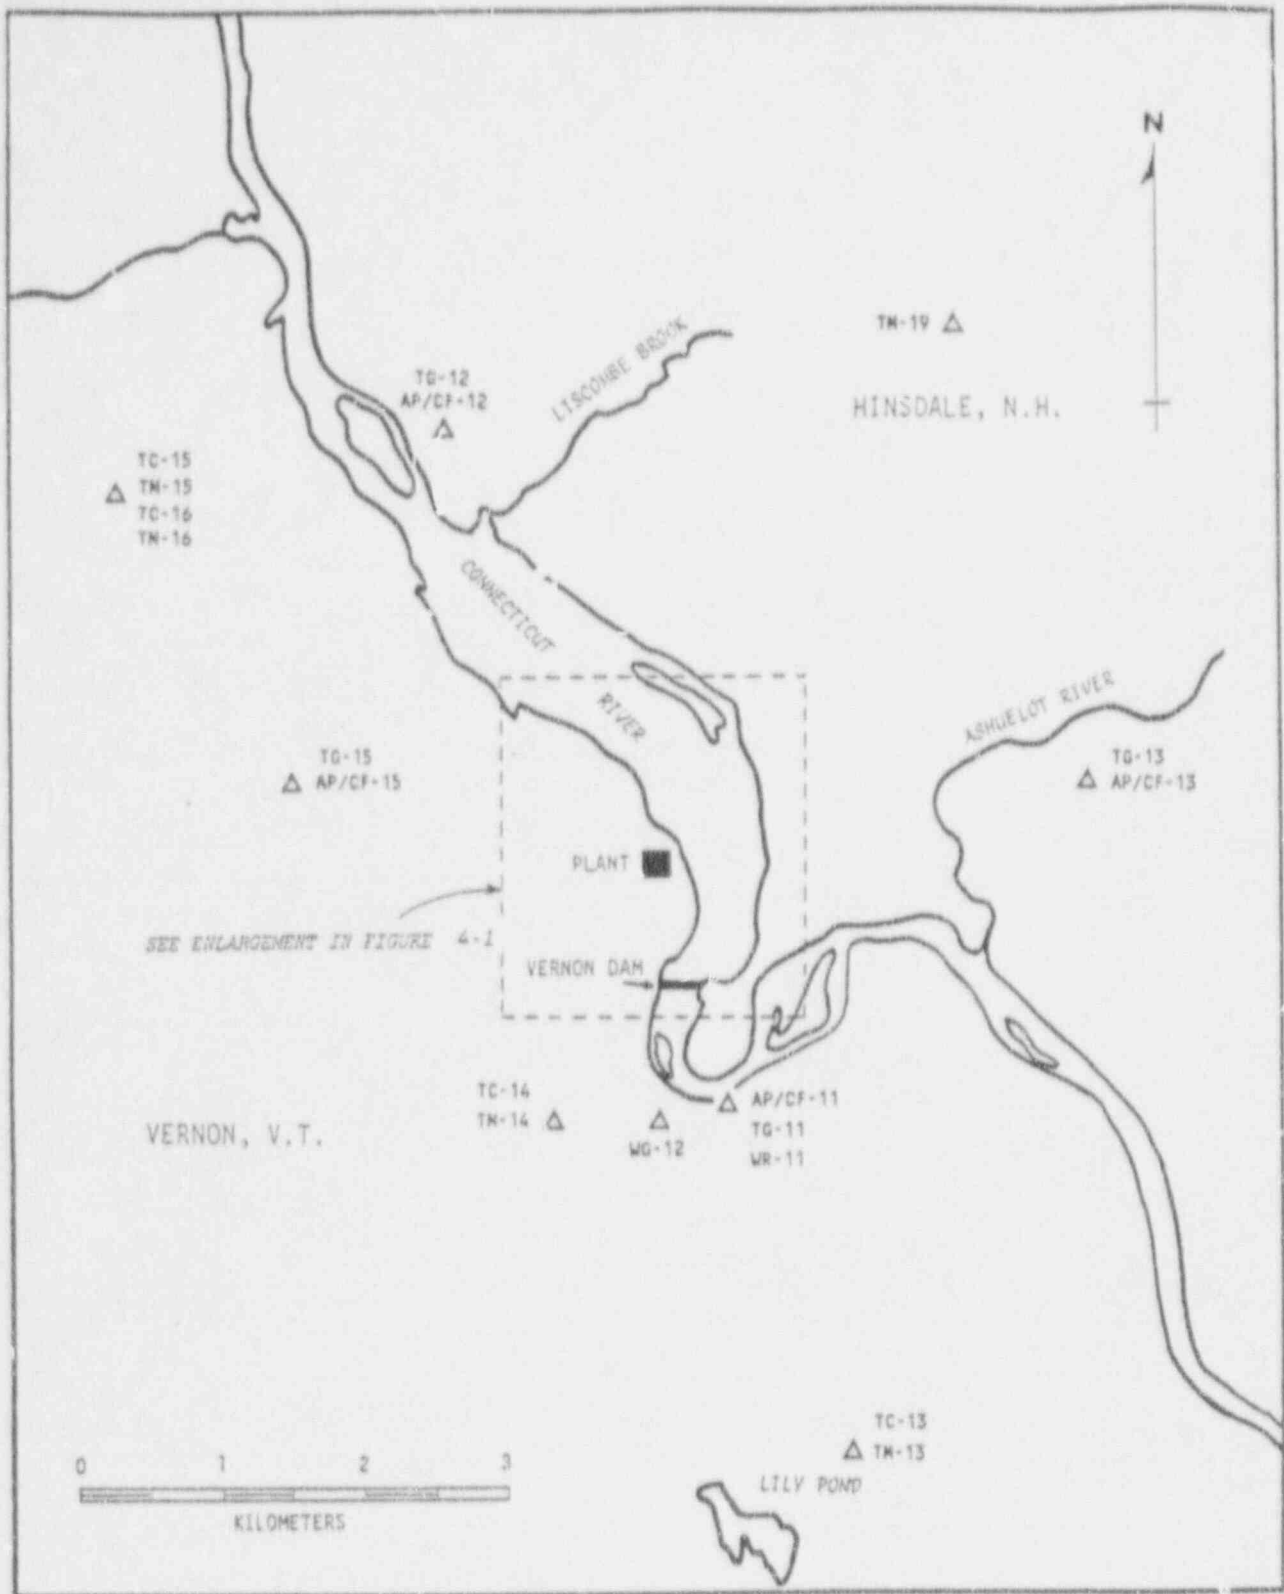 N
TM-19
LISCOMBE BROOK
TG-12
AP/CF-12
HINSDALE, N.H.
TC-15
TM-15
TC-16
TM-16
CONNECTICUT
RIVER
ASHUELOT RIVER
TG-15
AP/CF-15
TG-13
AP/CF-13
PLANT
SEE ENLARGEMENT IN FIGURE 4-1
VERNON DAM
TC-14
TM-14
WG-12
AP/CF-11
TG-11
WR-11
VERNON, V.T.
TC-13
TM-13
LILY POND
0 1 2 3
KILOMETERS